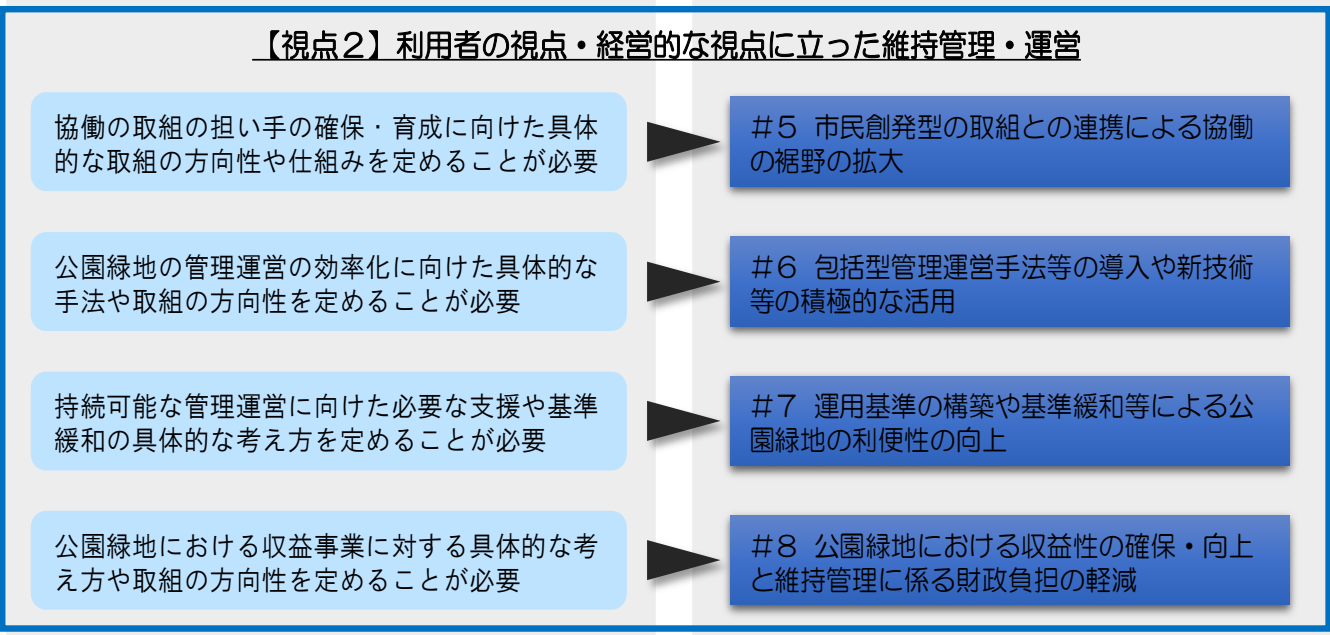 【視点２】利用者の視点・経営的な視点に立った維持管理・運営
協働の取組の担い手の確保・育成に向けた具体
的な取組の方向性や仕組みを定めることが必要
＃５ 市民創発型の取組との連携による協働
の裾野の拡大
公園緑地の管理運営の効率化に向けた具体的な
手法や取組の方向性を定めることが必要
＃６ 包括型管理運営手法等の導入や新技術
等の積極的な活用
持続可能な管理運営に向けた必要な支援や基準
緩和の具体的な考え方を定めることが必要
＃７ 運用基準の構築や基準緩和等による公
園緑地の利便性の向上
公園緑地における収益事業に対する具体的な考
え方や取組の方向性を定めることが必要
＃８ 公園緑地における収益性の確保・向上
と維持管理に係る財政負担の軽減